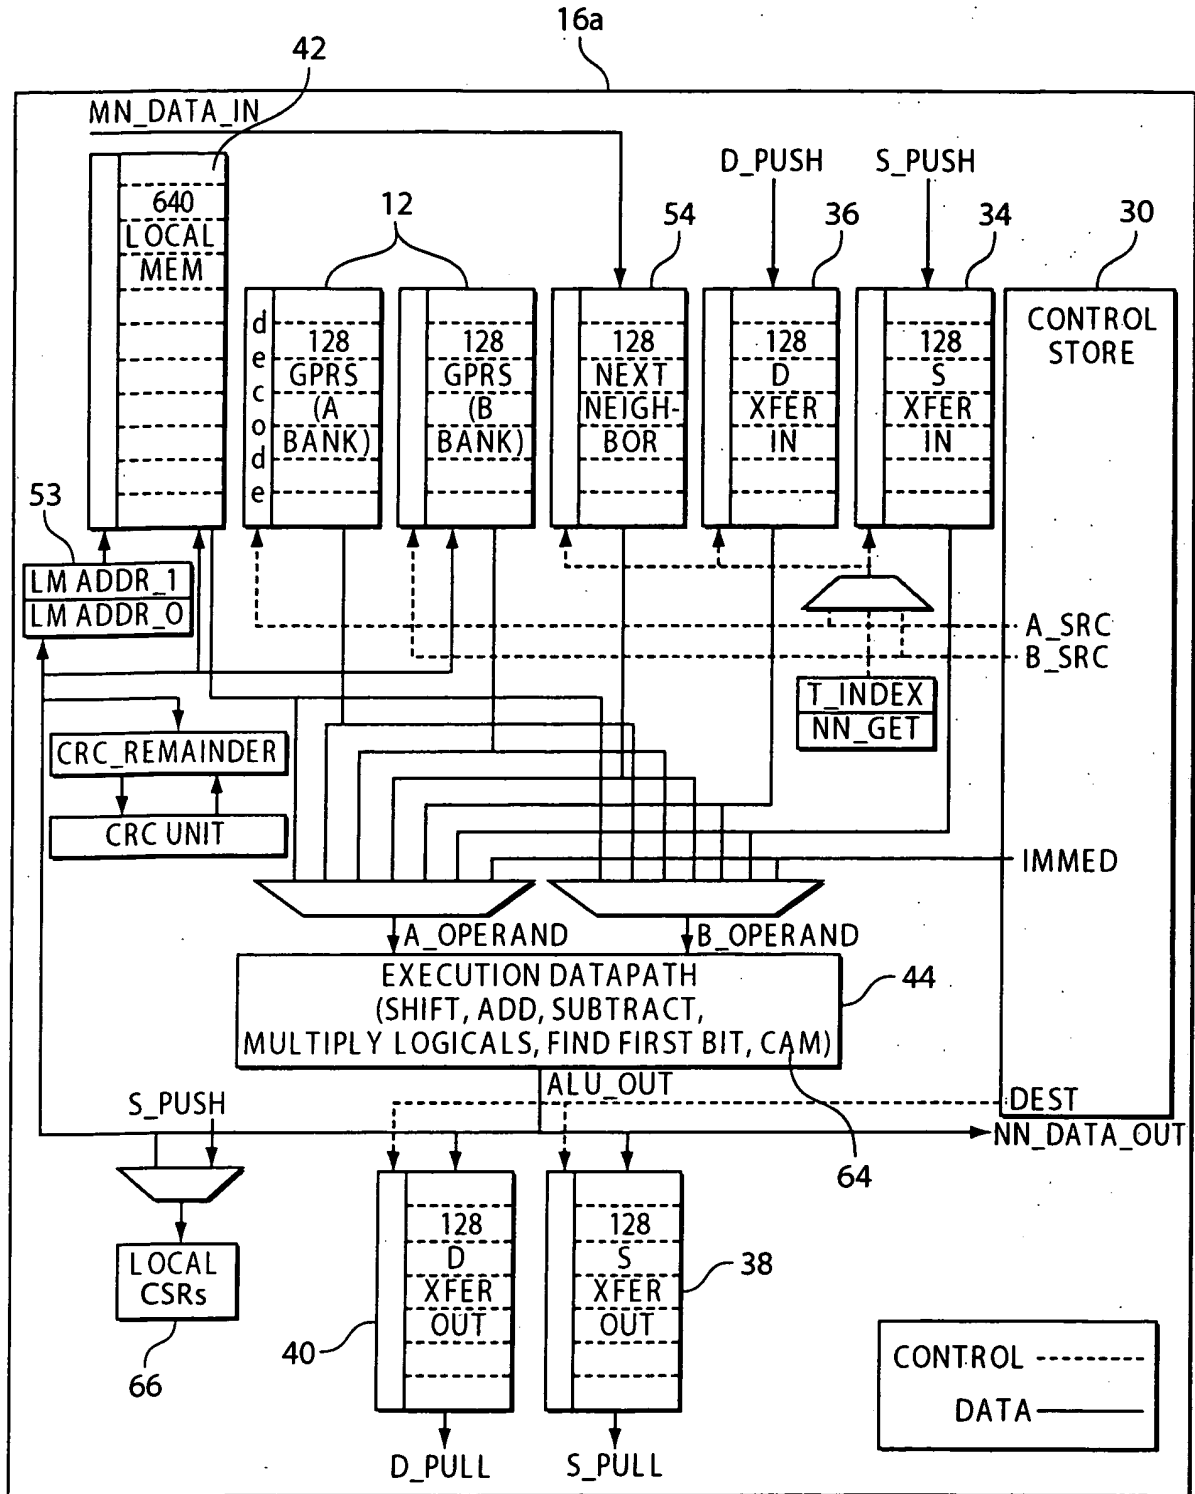 16a
42
MN_DATA_IN
D_PUSH
S_PUSH
12
54
36
34
30
640
LOCAL
MEM
decode
128
GPRS
(A
BANK)
128
GPRS
(B
BANK)
128
NEXT
NEIGH-
BOR
128
D
XFER
IN
128
S
XFER
IN
CONTROL
STORE
53
LM ADDR_1
LM ADDR_0
A_SRC
B_SRC
T_INDEX
NN_GET
CRC_REMAINDER
CRC UNIT
IMMED
A_OPERAND
B_OPERAND
EXECUTION DATAPATH
(SHIFT, ADD, SUBTRACT,
MULTIPLY LOGICALS, FIND FIRST BIT, CAM)
44
ALU_OUT
S_PUSH
DEST
NN_DATA_OUT
64
LOCAL
CSRs
66
128
D
XFER
OUT
40
128
S
XFER
OUT
38
CONTROL
DATA
D_PULL
S_PULL